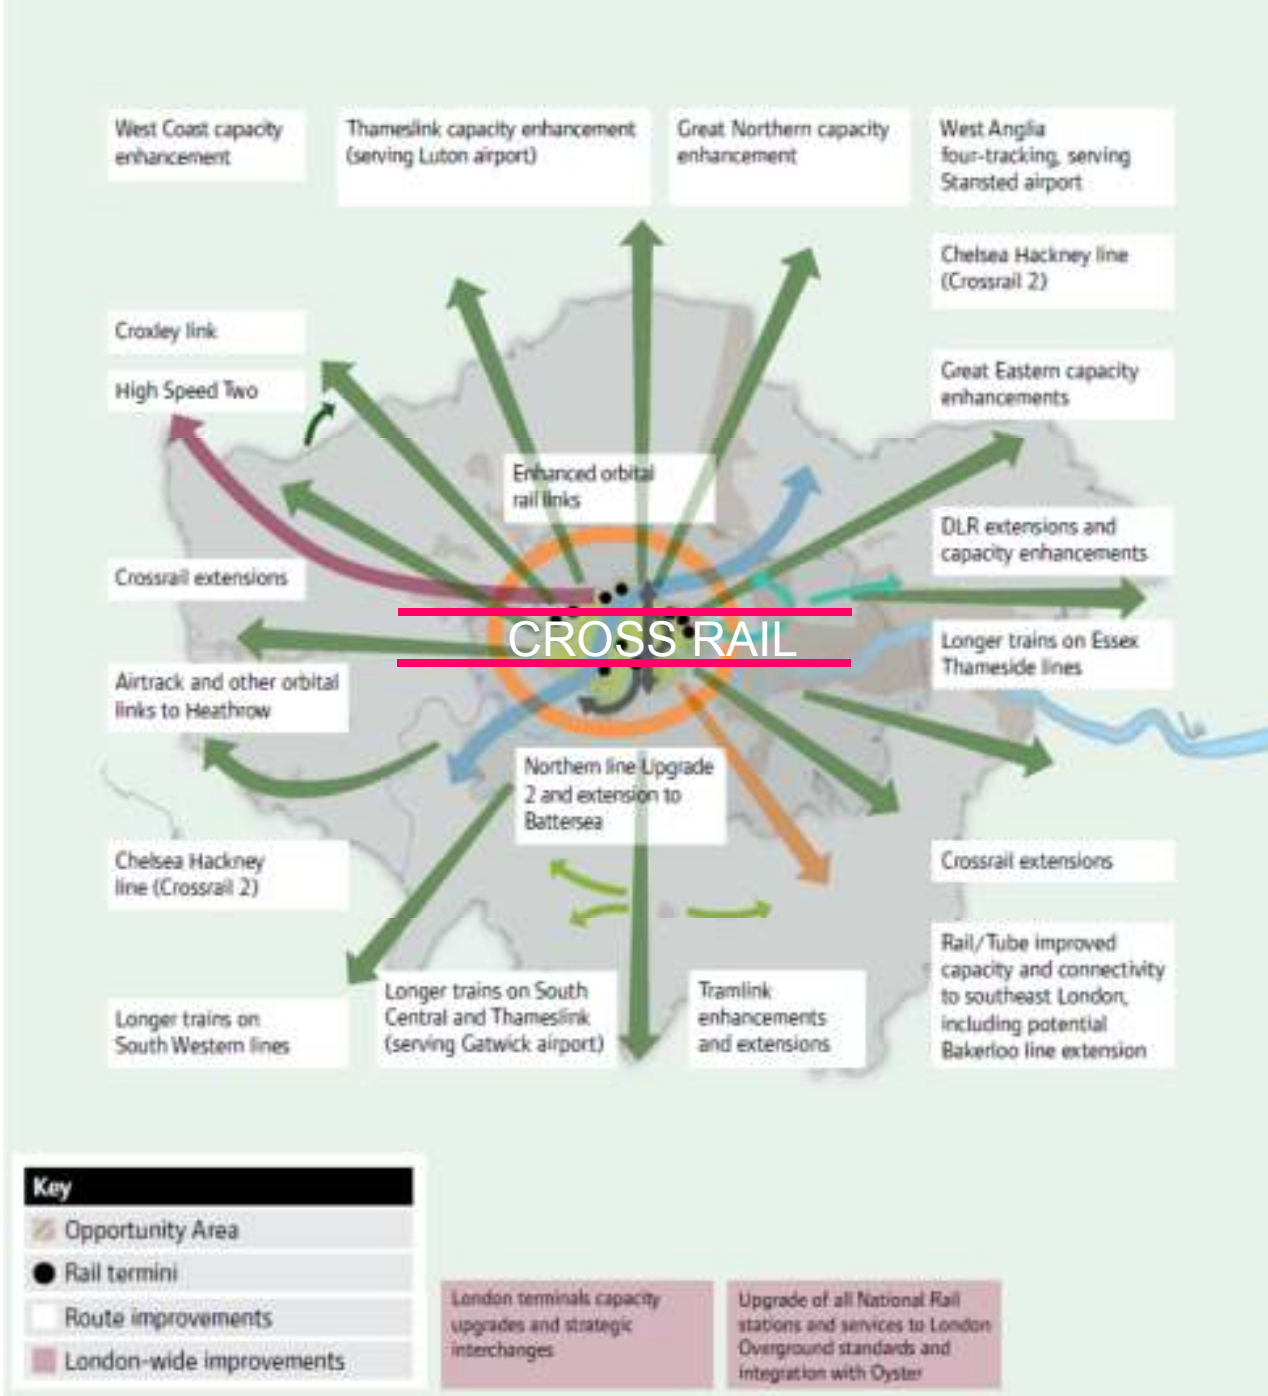 West Coast capacity
enhancement
Thameslink capacity enhancement
(serving Luton airport)
Great Northern capacity
enhancement
West Anglia
four-tracking, serving
Stansted airport
Chelsea Hackney line
(Crossrail 2)
Croxley link
High Speed Two
Great Eastern capacity
enhancements
Enhanced orbital
rail links
DLR extensions and
capacity enhancements
Crossrail extensions
CROSS RAIL
Longer trains on Essex
Thameside lines
Airtrack and other orbital
links to Heathrow
Northern line Upgrade
2 and extension to
Battersea
Chelsea Hackney
line (Crossrail 2)
Crossrail extensions
Longer trains on
South Western lines
Longer trains on South
Central and Thameslink
(serving Gatwick airport)
Tramlink
enhancements
and extensions
Rail/Tube improved
capacity and connectivity
to southeast London,
including potential
Bakerloo line extension
Key
Opportunity Area
Rail termini
Route improvements
London-wide improvements
London terminals capacity
upgrades and strategic
interchanges
Upgrade of all National Rail
stations and services to London
Overground standards and
integration with Oyster